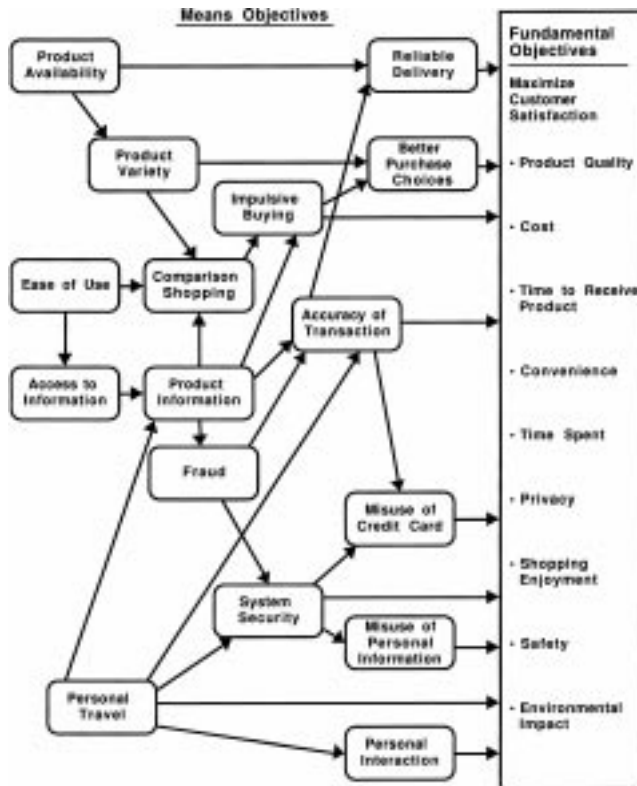 Means Objectives
Product
Availability
Reliable
Delivery
Fundamental
Objectives
Maximize
Customer
Satisfaction
Product
Variety
Better
Purchase
Choices
• Product Quality
Impulsive
Buying
• Cost
Ease of Use
Comparison
Shopping
• Time to Receive
Product
Accuracy of
Transaction
Access to
Information
Product
Information
• Convenience
Fraud
• Time Spent
Misuse of
Credit Card
• Privacy
• Shopping
Enjoyment
System
Security
Misuse of
Personal
Information
• Safety
Personal
Travel
• Environmental
Impact
Personal
Interaction